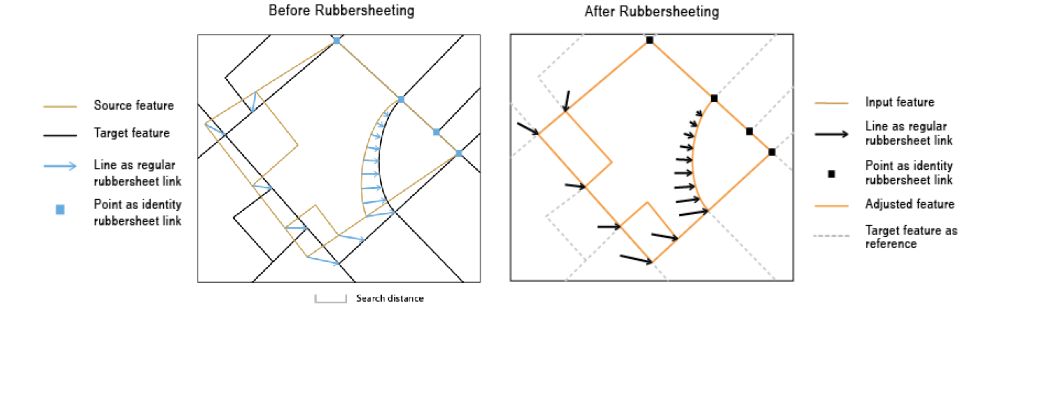 Before Rubbersheeting
After Rubbersheeting
Source feature
Target feature
Line as regular
rubbersheet link
Point as identity
rubbersheet link
Search distance
Input feature
Line as regular
rubbersheet link
Point as identity
rubbersheet link
Adjusted feature
Target feature as
reference